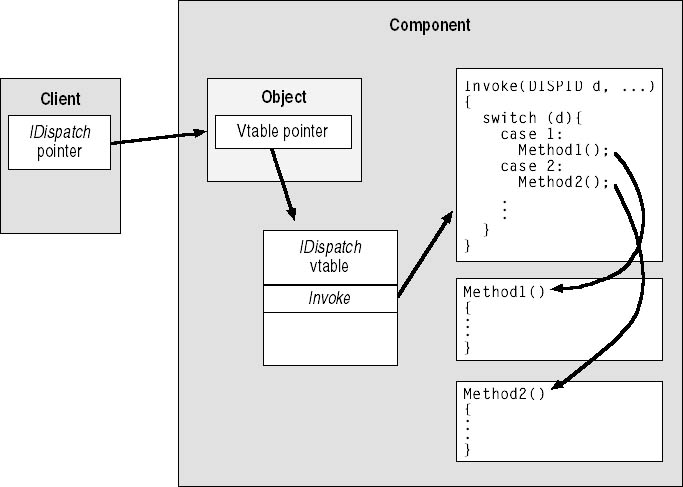 Component
Client
IDispatch
pointer
Object
Vtable pointer
IDispatch
vtable
Invoke
Invoke(DISPID d, ...)
{
switch (d){
case 1:
Method1();
case 2:
Method2();
:
:
}
}
Method1()
{
:
:
}
Method2()
{
:
:
}